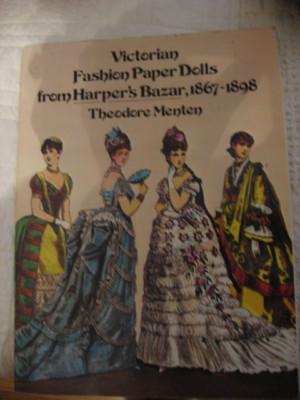 Victorian
Fashion Paper Dolls
from Harper's Bazar, 1867-1898
Theodore Menten